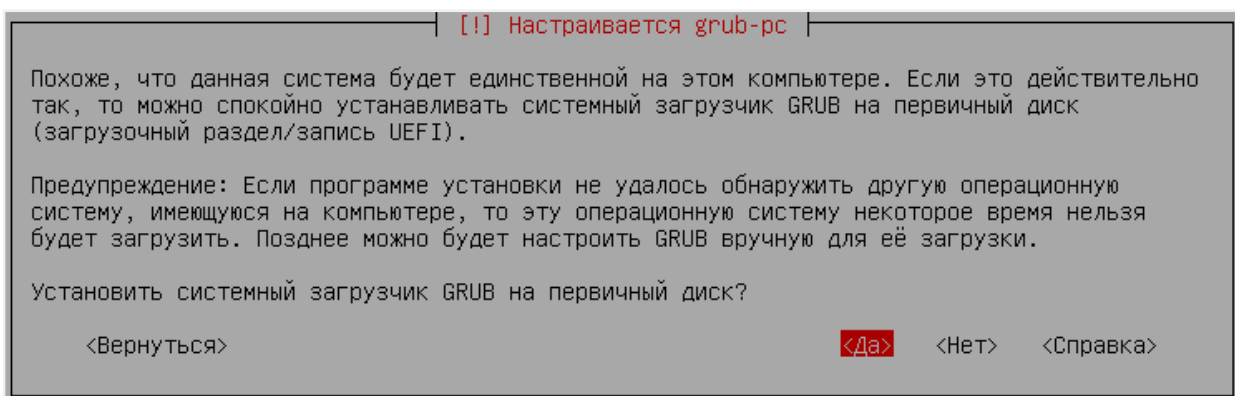 [!] Настраивается grub-pc
Похоже, что данная система будет единственной на этом компьютере. Если это действительно
так, то можно спокойно устанавливать системный загрузчик GRUB на первичный диск
(загрузочный раздел/запись UEFI).
Предупреждение: Если программе установки не удалось обнаружить другую операционную
систему, имеющуюся на компьютере, то эту операционную систему некоторое время нельзя
будет загрузить. Позднее можно будет настроить GRUB вручную для её загрузки.
Установить системный загрузчик GRUB на первичный диск?
<Вернуться> <Да> <Нет> <Справка>